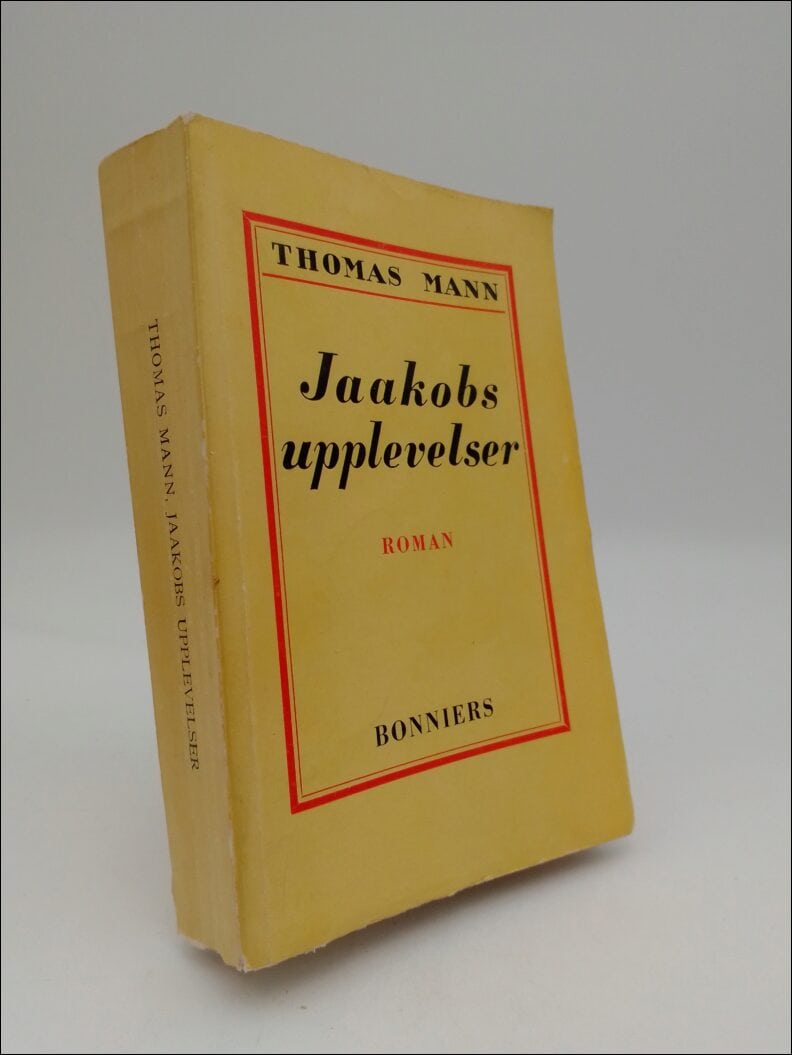 THOMAS MANN
Jaakobs
upplevelser
ROMAN
BONNIERS
THOMAS MANN, JAAKOBS UPPLEVELSER